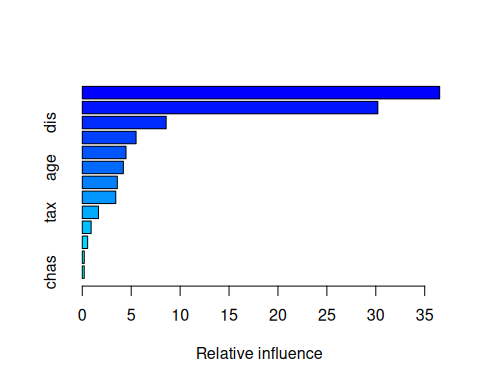 dis
age
tax
chas
0 5 10 15 20 25 30 35
Relative influence